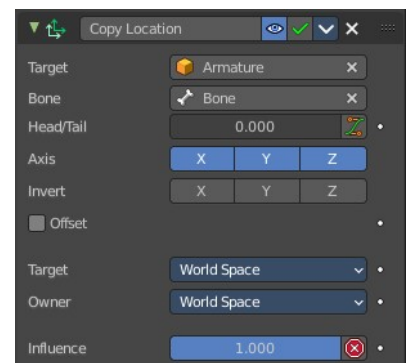 Copy Location
Target Armature
Bone Bone
Head/Tail 0.000
Axis X Y Z
Invert X Y Z
Offset
Target World Space
Owner World Space
Influence 1.000